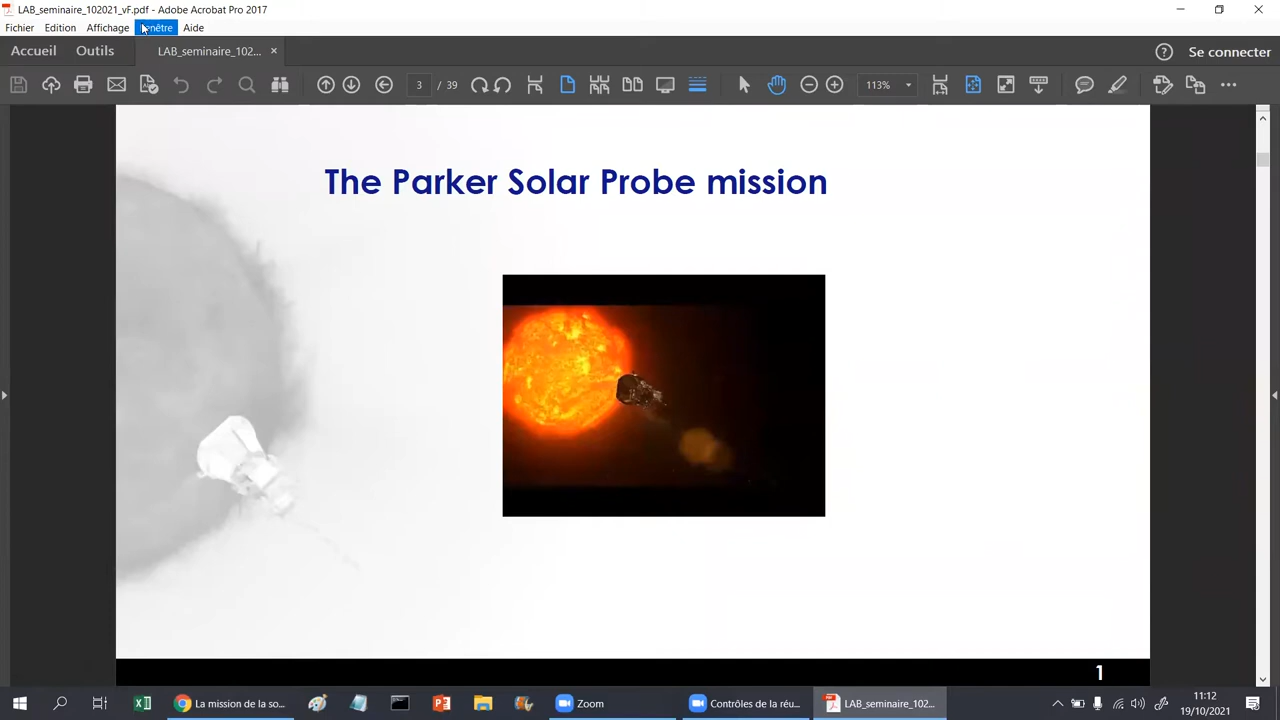 LAB_seminaire_102021_vF.pdf - Adobe Acrobat Pro 2017
Fichier Edition Affichage Fenêtre Aide
Accueil Outils LAB_seminaire_102... × Se connecter
3 / 39 113%
The Parker Solar Probe mission
1
La mission de la so... Zoom Contrôles de la réu... LAB_seminaire_102... 11:12
19/10/2021